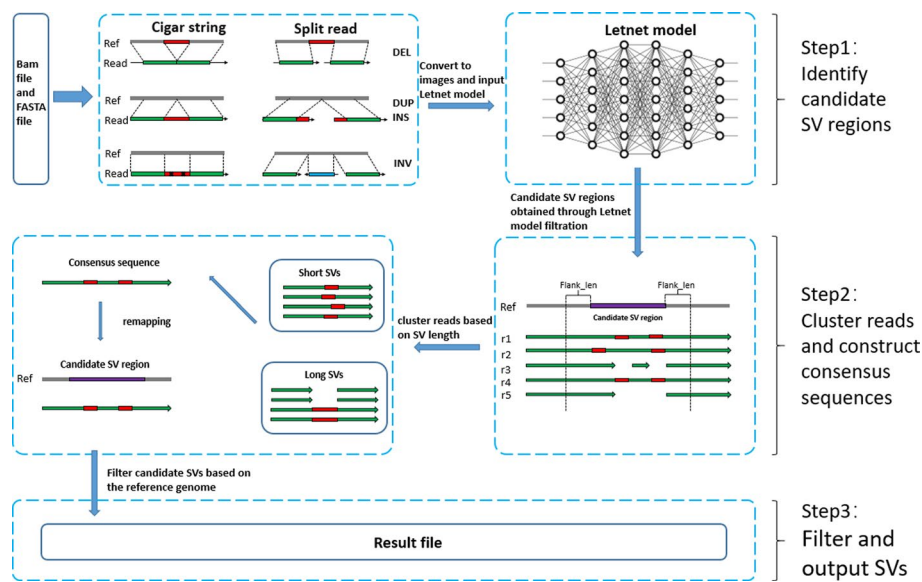 Bam
file
and
FASTA
file
Cigar string
Split read
Ref
Read
DEL
Ref
Read
DUP
INS
Ref
Read
INV
Convert to
images and input
Letnet model
Letnet model
Step1:
Identify
candidate
SV regions
Candidate SV regions
obtained through Letnet
model filtration
Consensus sequence
remapping
Candidate SV region
Ref
Short SVs
Long SVs
cluster reads based
on SV length
Flank_len
Flank_len
Ref
Candidate SV region
r1
r2
r3
r4
r5
Step2:
Cluster reads
and construct
consensus
sequences
Filter candidate SVs based on
the reference genome
Result file
Step3:
Filter and
output SVs